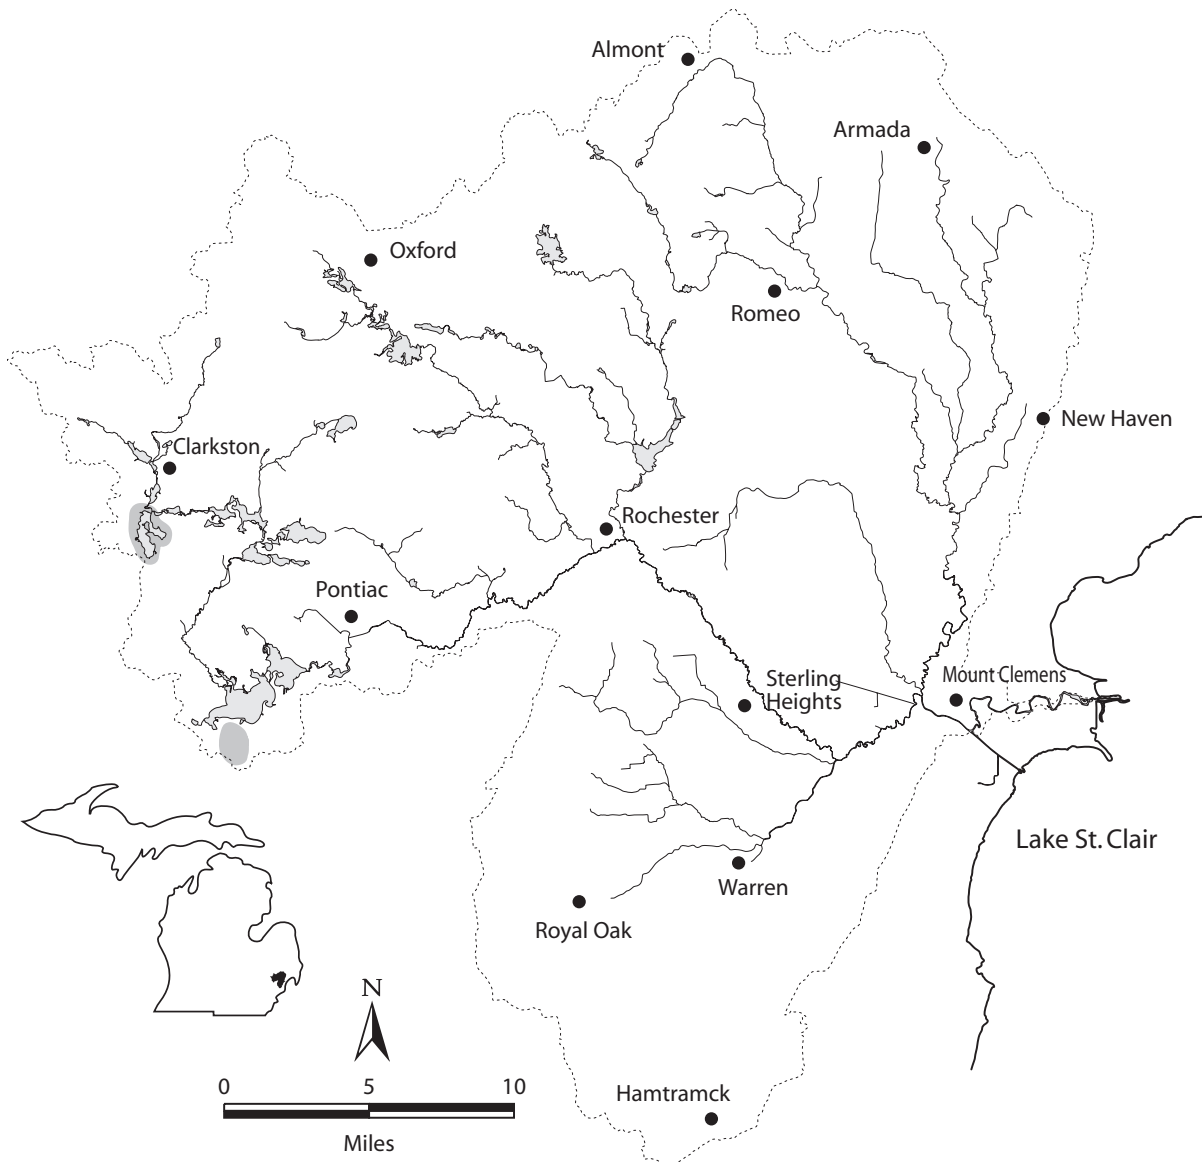 Almont
Armada
Oxford
Romeo
New Haven
Clarkston
Rochester
Pontiac
Mount Clemens
Sterling
Heights
Lake St. Clair
Warren
Royal Oak
N
0 5 10
Miles
Hamtramck